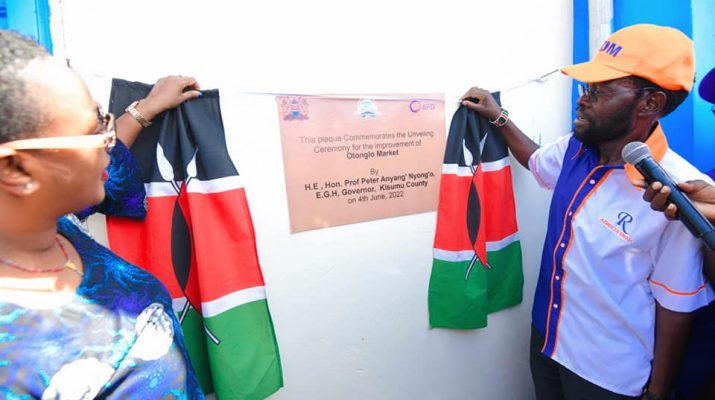 AFD
This plaque Commemorates the Unveiling
Ceremony for the improvement of
Otonglo Market
By
H.E , Hon. Prof Peter Anyang' Nyong'o,
E.G.H, Governor, Kisumu County
on 4th June, 2022
DM
R